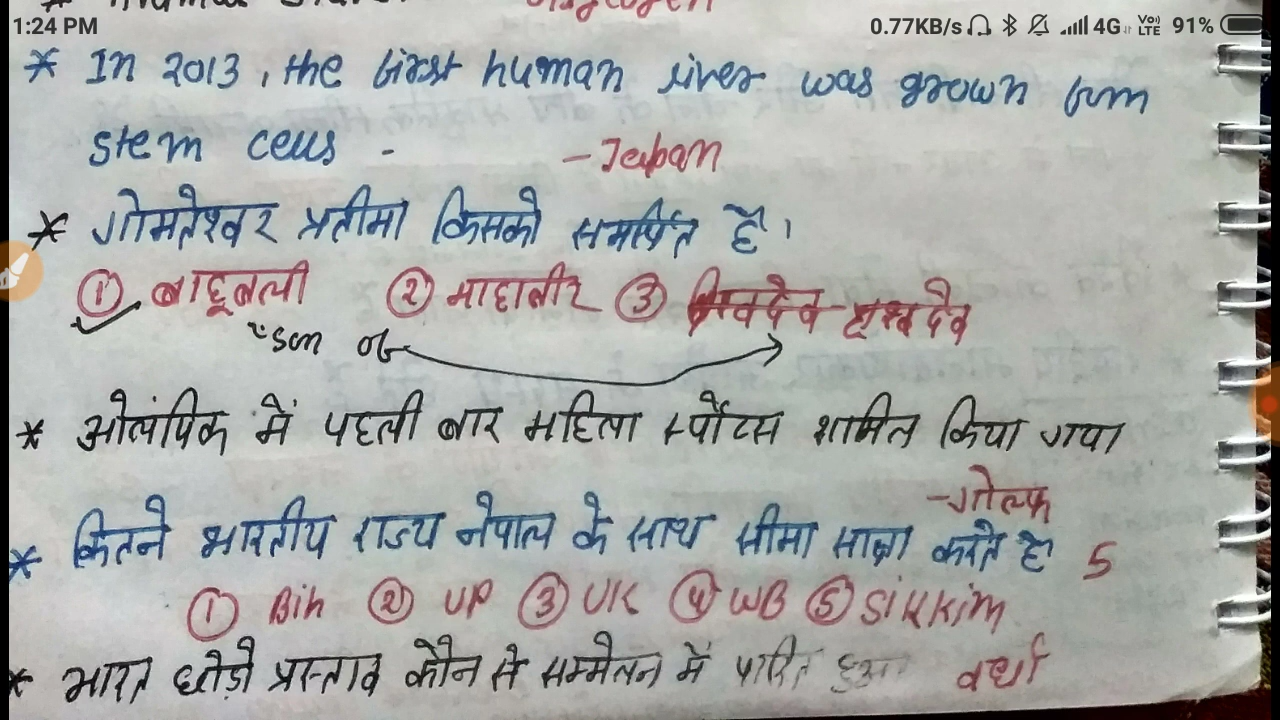 1:24 PM 0.77KB/s 4G VoLTE 91%
* In 2013, the first human liver was grown from
stem cells - - Japan
* गोमतेश्वर प्रतीमा किसको समर्पित है।
① बाहूबली ② माहावीर ③
"son of
* ओलंपिक में पहली बार महिला स्पोर्टस शामिल किया गया
- गोल्फ
* कितने भारतीय राज्य नेपाल के साथ सीमा साझा करते है 5
① Bih ② UP ③ UK ④ WB ⑤ Sikkim
* भारत छोड़ो प्रस्ताव कौन से सम्मेलन में पारित हुआ वर्धा